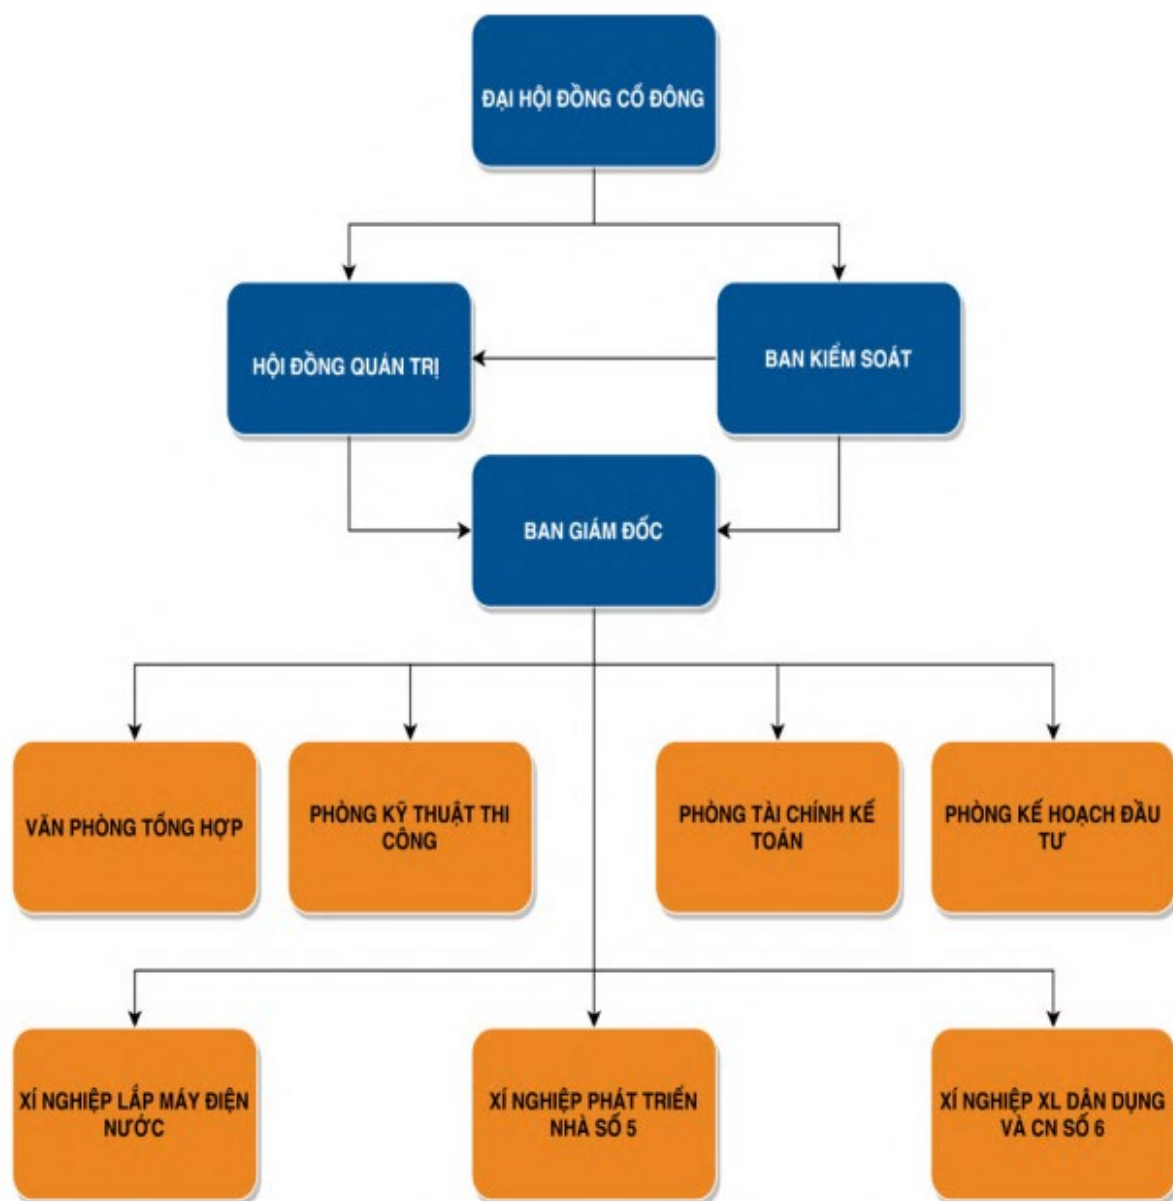 ĐẠI HỘI ĐỒNG CỔ ĐÔNG
HỘI ĐỒNG QUẢN TRỊ
BAN KIỂM SOÁT
BAN GIÁM ĐỐC
VĂN PHÒNG TỔNG HỢP
PHÒNG KỸ THUẬT THI
CÔNG
PHÒNG TÀI CHÍNH KẾ
TOÁN
PHÒNG KẾ HOẠCH ĐẦU
TƯ
XÍ NGHIỆP LẮP MÁY ĐIỆN
NƯỚC
XÍ NGHIỆP PHÁT TRIỂN
NHÀ SỐ 5
XÍ NGHIỆP XL DÂN DỤNG
VÀ CN SỐ 6